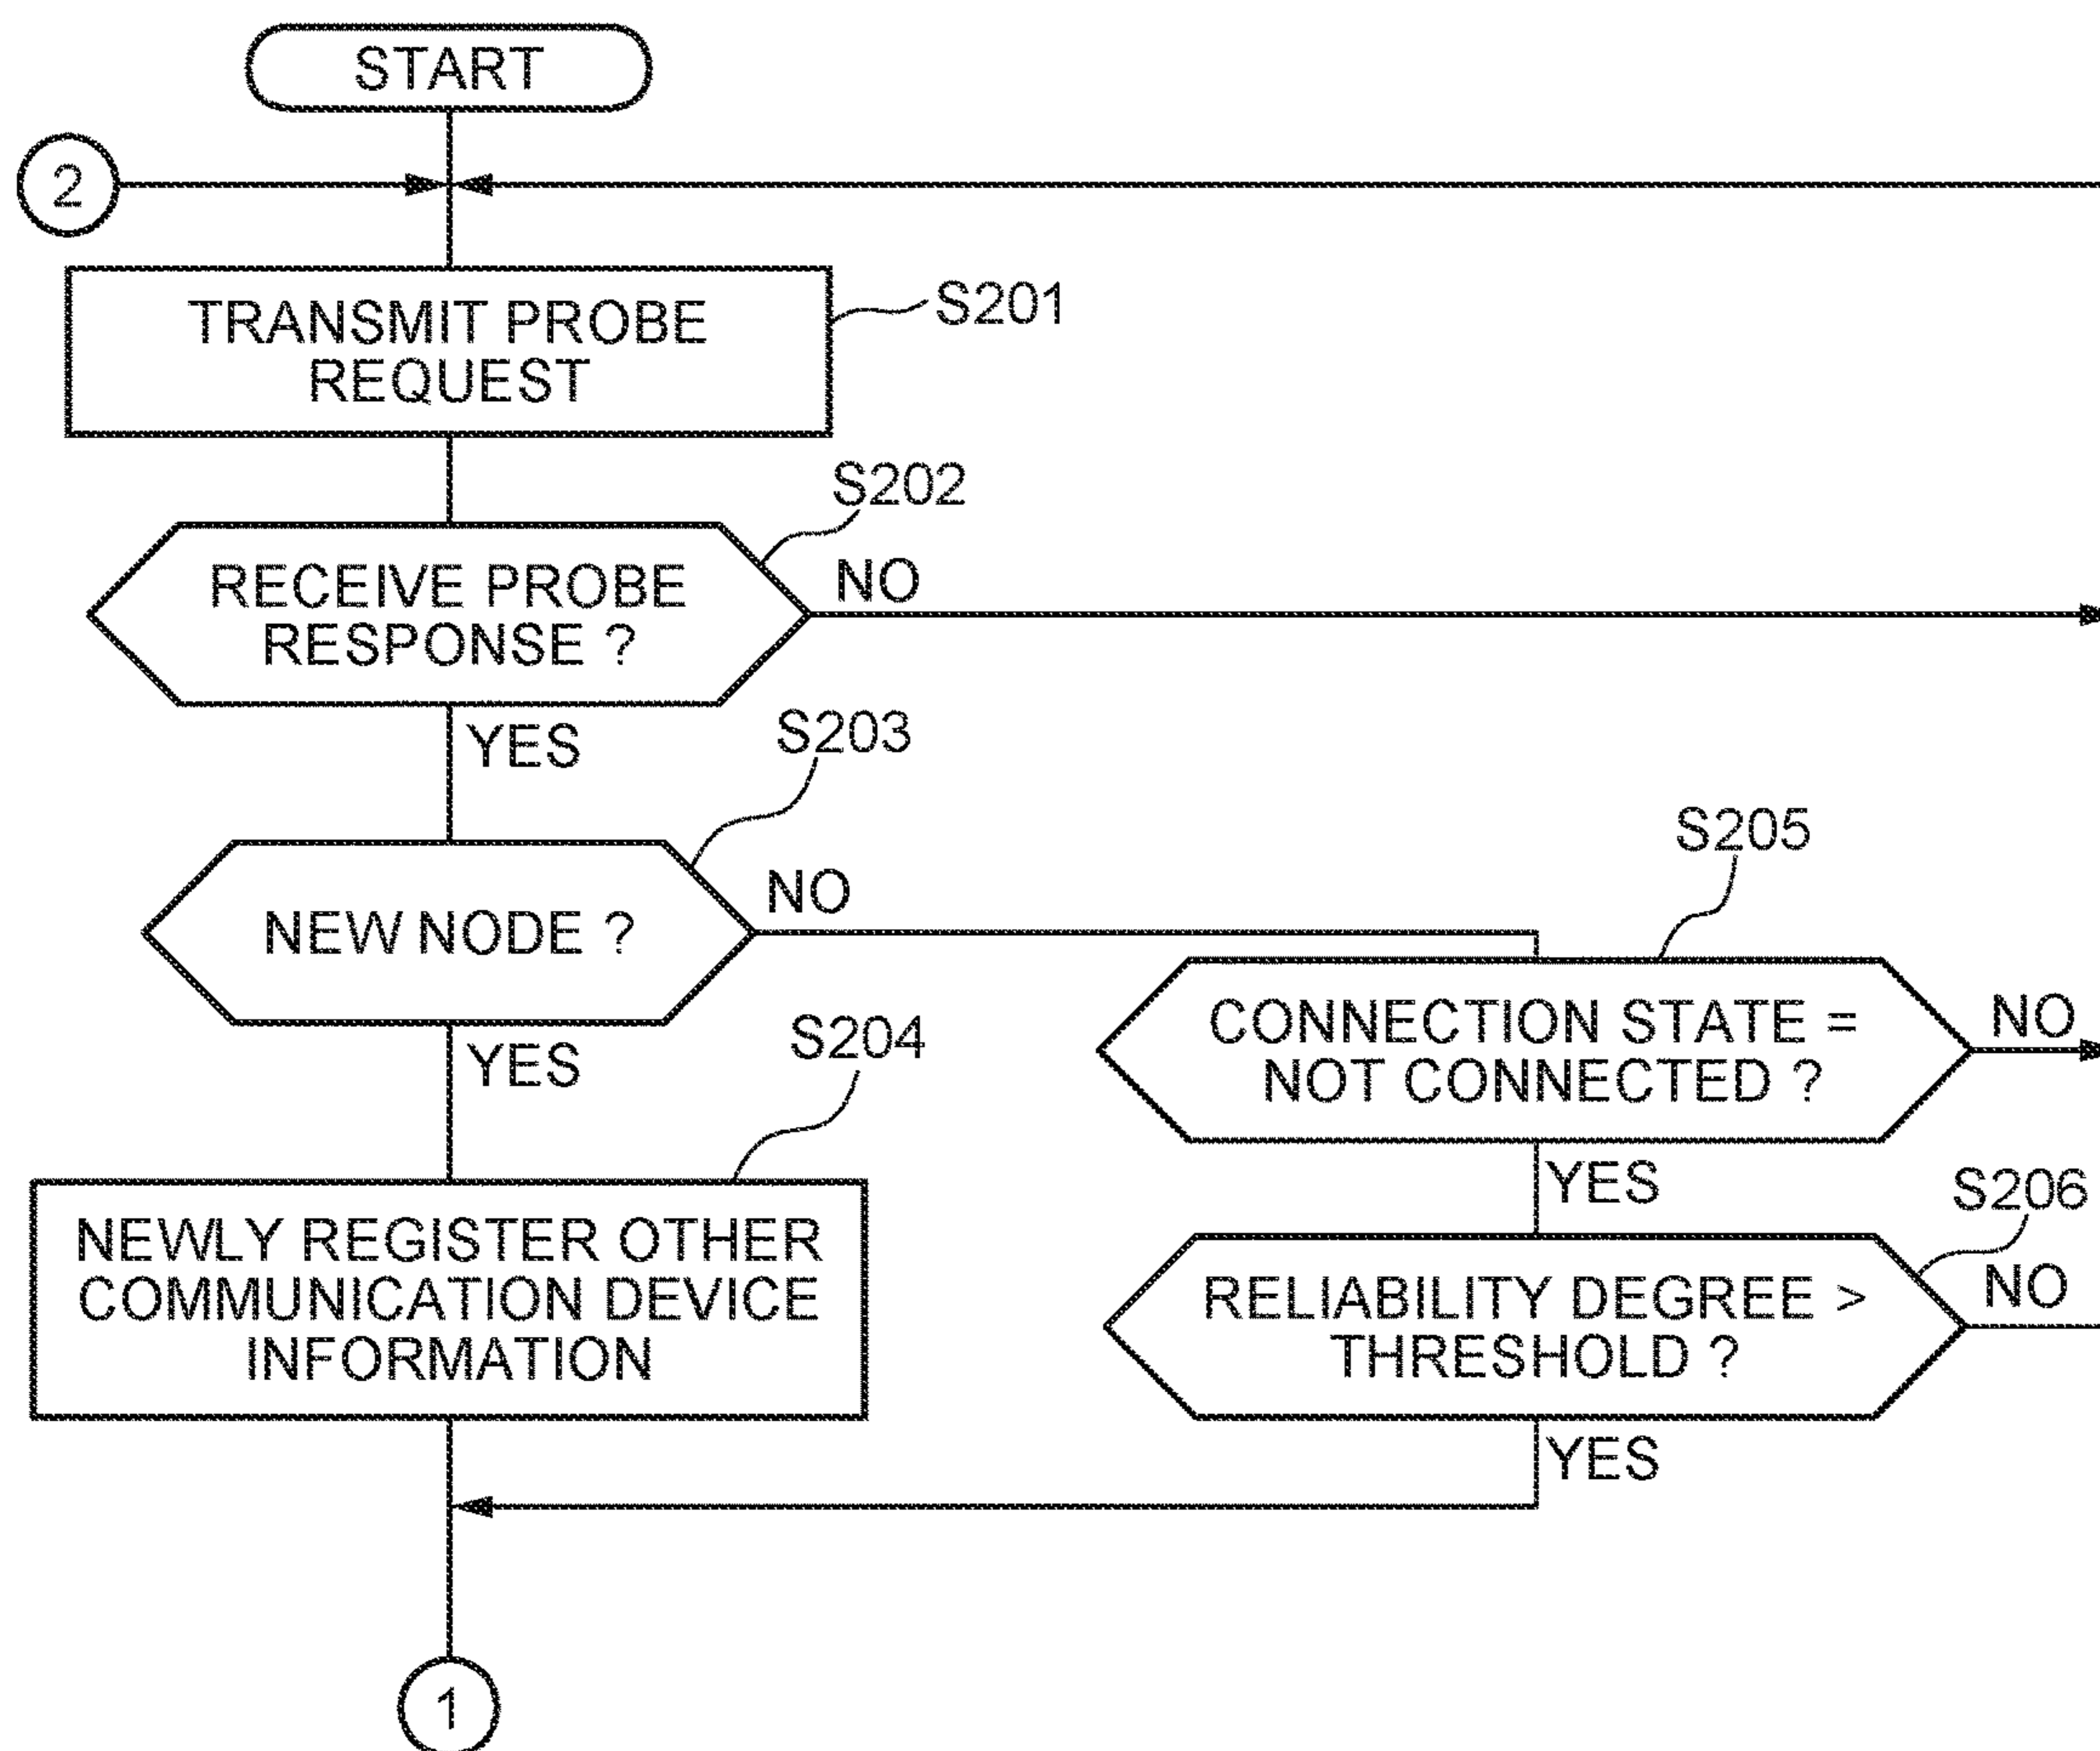 START
2
TRANSMIT PROBE
REQUEST
S201
S202
RECEIVE PROBE
RESPONSE ?
NO
YES
S203
NEW NODE ?
NO
YES
S205
CONNECTION STATE =
NOT CONNECTED ?
NO
YES
S204
NEWLY REGISTER OTHER
COMMUNICATION DEVICE
INFORMATION
S206
RELIABILITY DEGREE >
THRESHOLD ?
NO
YES
1